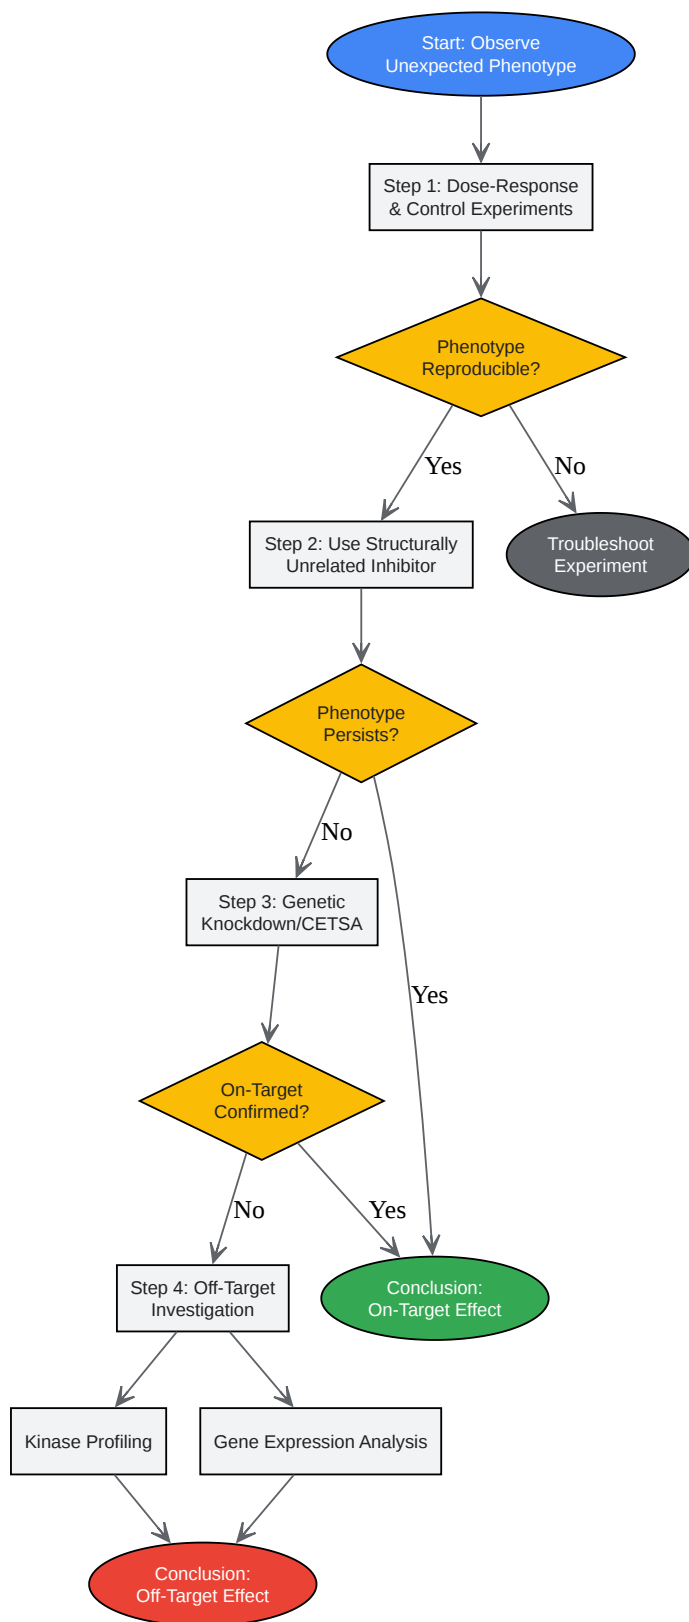 Start: Observe
Unexpected Phenotype
Step 1: Dose-Response
& Control Experiments
Phenotype
Reproducible?
Yes
No
Step 2: Use Structurally
Unrelated Inhibitor
Troubleshoot
Experiment
Phenotype
Persists?
No
Step 3: Genetic
Knockdown/CETSA
Yes
On-Target
Confirmed?
No
Yes
Step 4: Off-Target
Investigation
Conclusion:
On-Target Effect
Kinase Profiling
Gene Expression Analysis
Conclusion:
Off-Target Effect